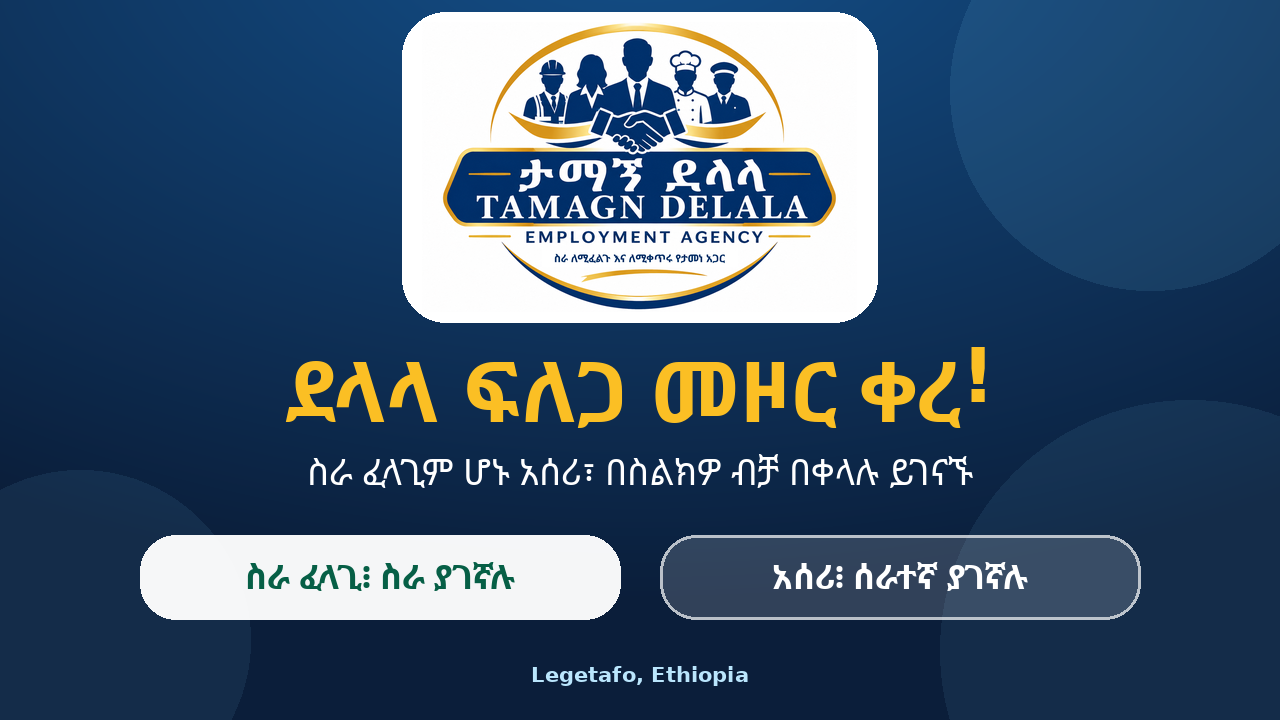 ታማኝ ደላላ
TAMAGN DELALA
EMPLOYMENT AGENCY
ስራ ለሚፈልጉ እና ለሚቀጥሩ የታመነ አጋር
ደላላ ፍለጋ መዞር ቀረ!
ስራ ፈላጊም ሆኑ አሰሪ፣ በስልክዎ ብቻ በቀላሉ ይገናኙ
ስራ ፈላጊ፧ ስራ ያገኛሉ
አሰሪ፧ ሰራተኛ ያገኛሉ
Legetafo, Ethiopia